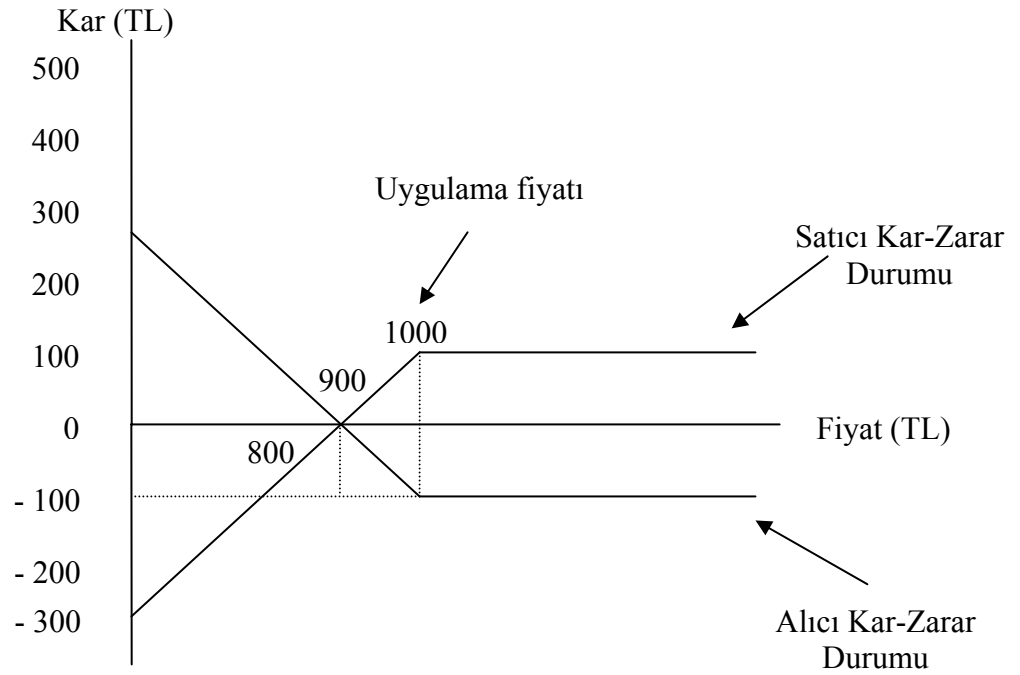 Kar (TL)
500
400
300
200
100
0
- 100
- 200
- 300
Uygulama fiyatı
1000
900
800
Satıcı Kar-Zarar
Durumu
Fiyat (TL)
Alıcı Kar-Zarar
Durumu